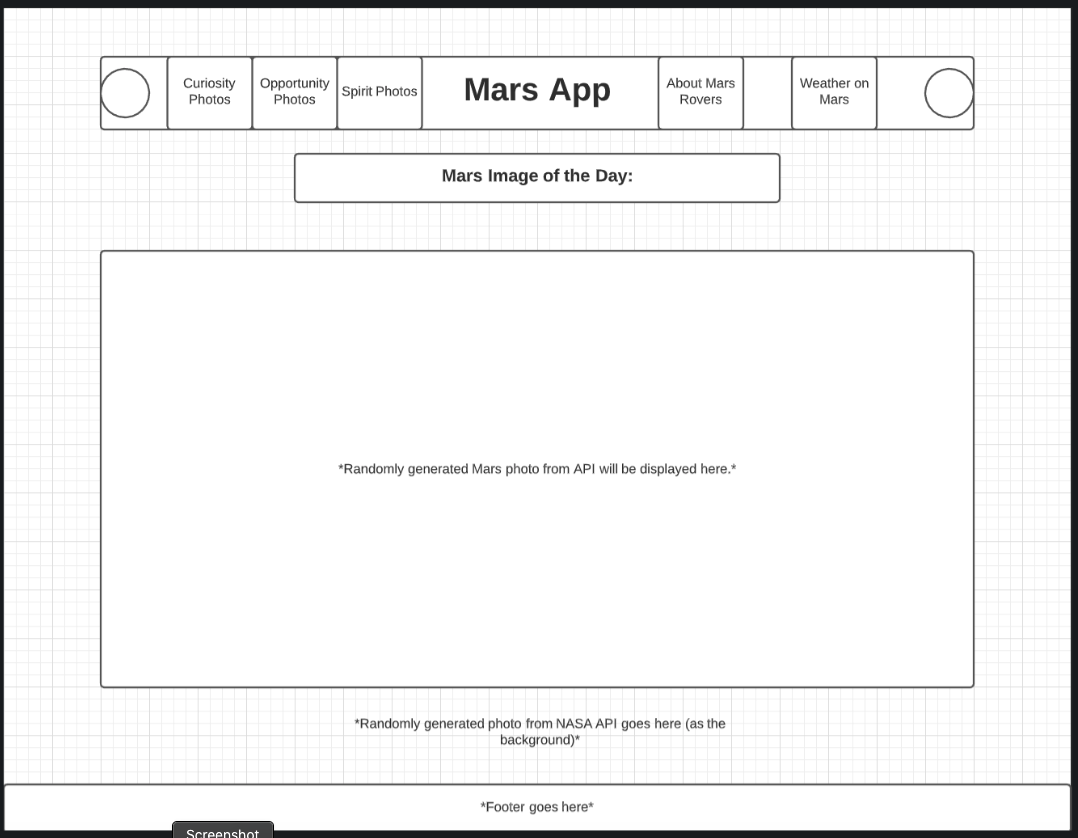 Curiosity
Photos
Opportunity
Photos
Spirit Photos
Mars App
About Mars
Rovers
Weather on
Mars
Mars Image of the Day:
*Randomly generated Mars photo from API will be displayed here.*
*Randomly generated photo from NASA API goes here (as the
background)*
*Footer goes here*
Screenshot